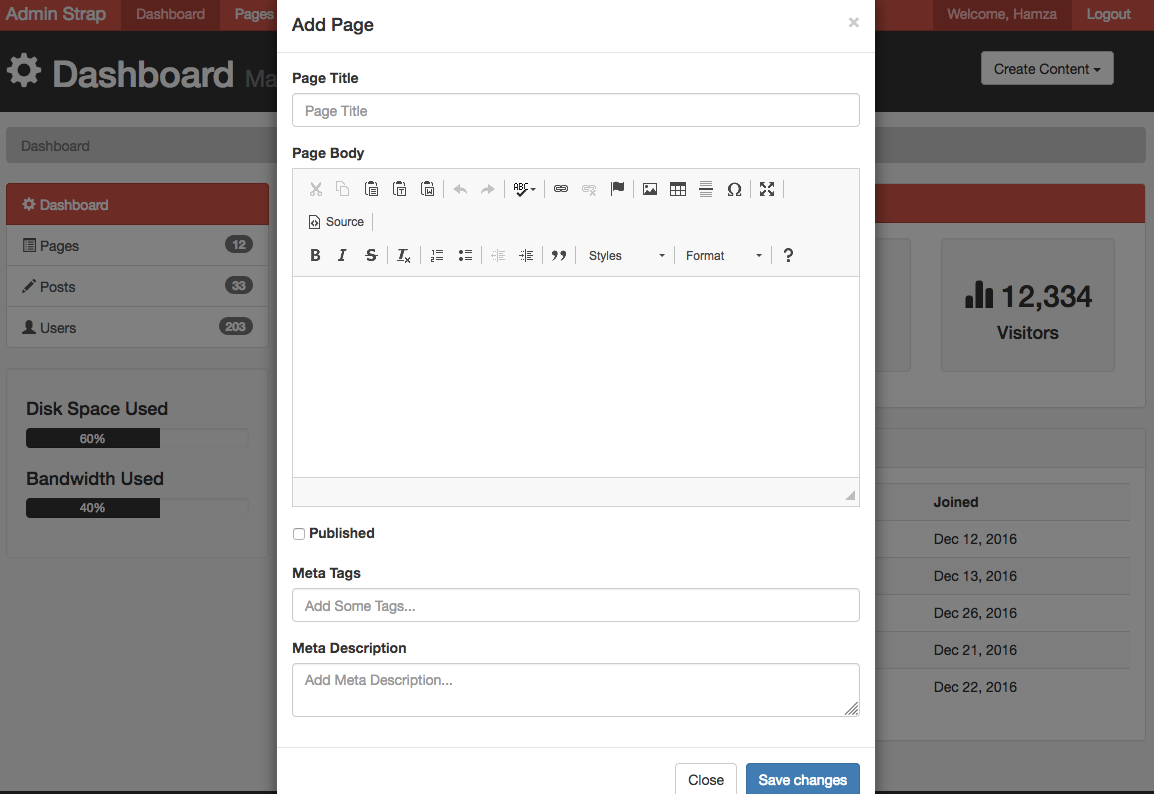 Admin Strap Dashboard Pages
Welcome, Hamza Logout
Dashboard Ma
Create Content
Dashboard
Dashboard
Pages 12
Posts 33
Users 203
Disk Space Used
60%
Bandwidth Used
40%
Add Page ×
Page Title
Page Title
Page Body
ABC
Ω
Source
B I S Tx
Styles Format ?
Published
Meta Tags
Add Some Tags...
Meta Description
Add Meta Description...
Close Save changes
12,334
Visitors
Joined
Dec 12, 2016
Dec 13, 2016
Dec 26, 2016
Dec 21, 2016
Dec 22, 2016